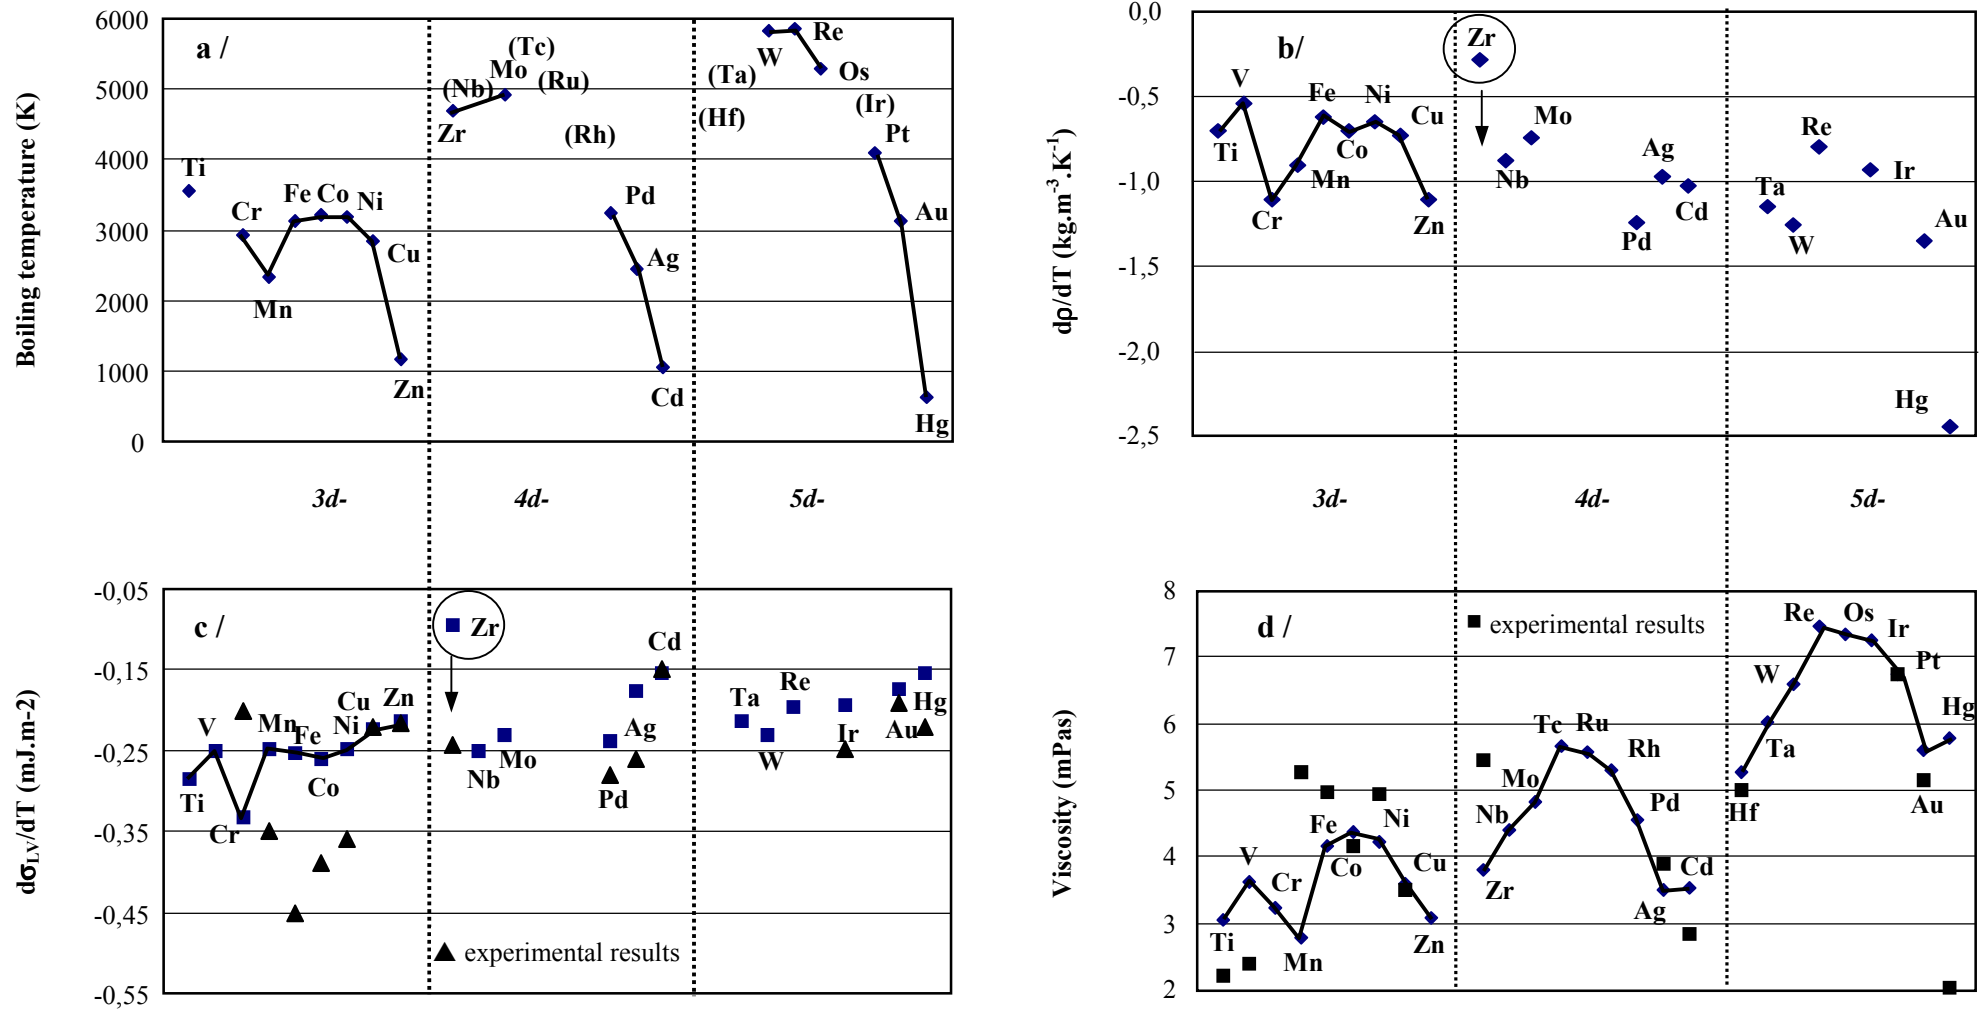 a /
Boiling temperature (K)
6000
5000
4000
3000
2000
1000
0
Ti
Cr
Mn
Fe
Co
Ni
Cu
Zn
(Nb)
Zr
Mo
(Tc)
(Ru)
(Rh)
Pd
Ag
Cd
(Hf)
(Ta)
W
Re
Os
(Ir)
Pt
Au
Hg
b/
dρ/dT (kg.m⁻³.K⁻¹)
0,0
-0,5
-1,0
-1,5
-2,0
-2,5
Ti
V
Cr
Mn
Fe
Co
Ni
Cu
Zn
Zr
Nb
Mo
Pd
Ag
Cd
Ta
W
Re
Ir
Au
Hg
3d-
4d-
5d-
3d-
4d-
5d-
c /
dσLV/dT (mJ.m-2)
-0,05
-0,15
-0,25
-0,35
-0,45
-0,55
Ti
V
Cr
Mn
Fe
Co
Ni
Cu
Zn
Zr
Nb
Mo
Pd
Ag
Cd
Ta
W
Re
Ir
Au
Hg
experimental results
d /
Viscosity (mPas)
8
7
6
5
4
3
2
experimental results
Ti
V
Cr
Mn
Fe
Co
Ni
Cu
Zn
Zr
Nb
Mo
Tc
Ru
Rh
Pd
Ag
Cd
Hf
Ta
W
Re
Os
Ir
Pt
Au
Hg